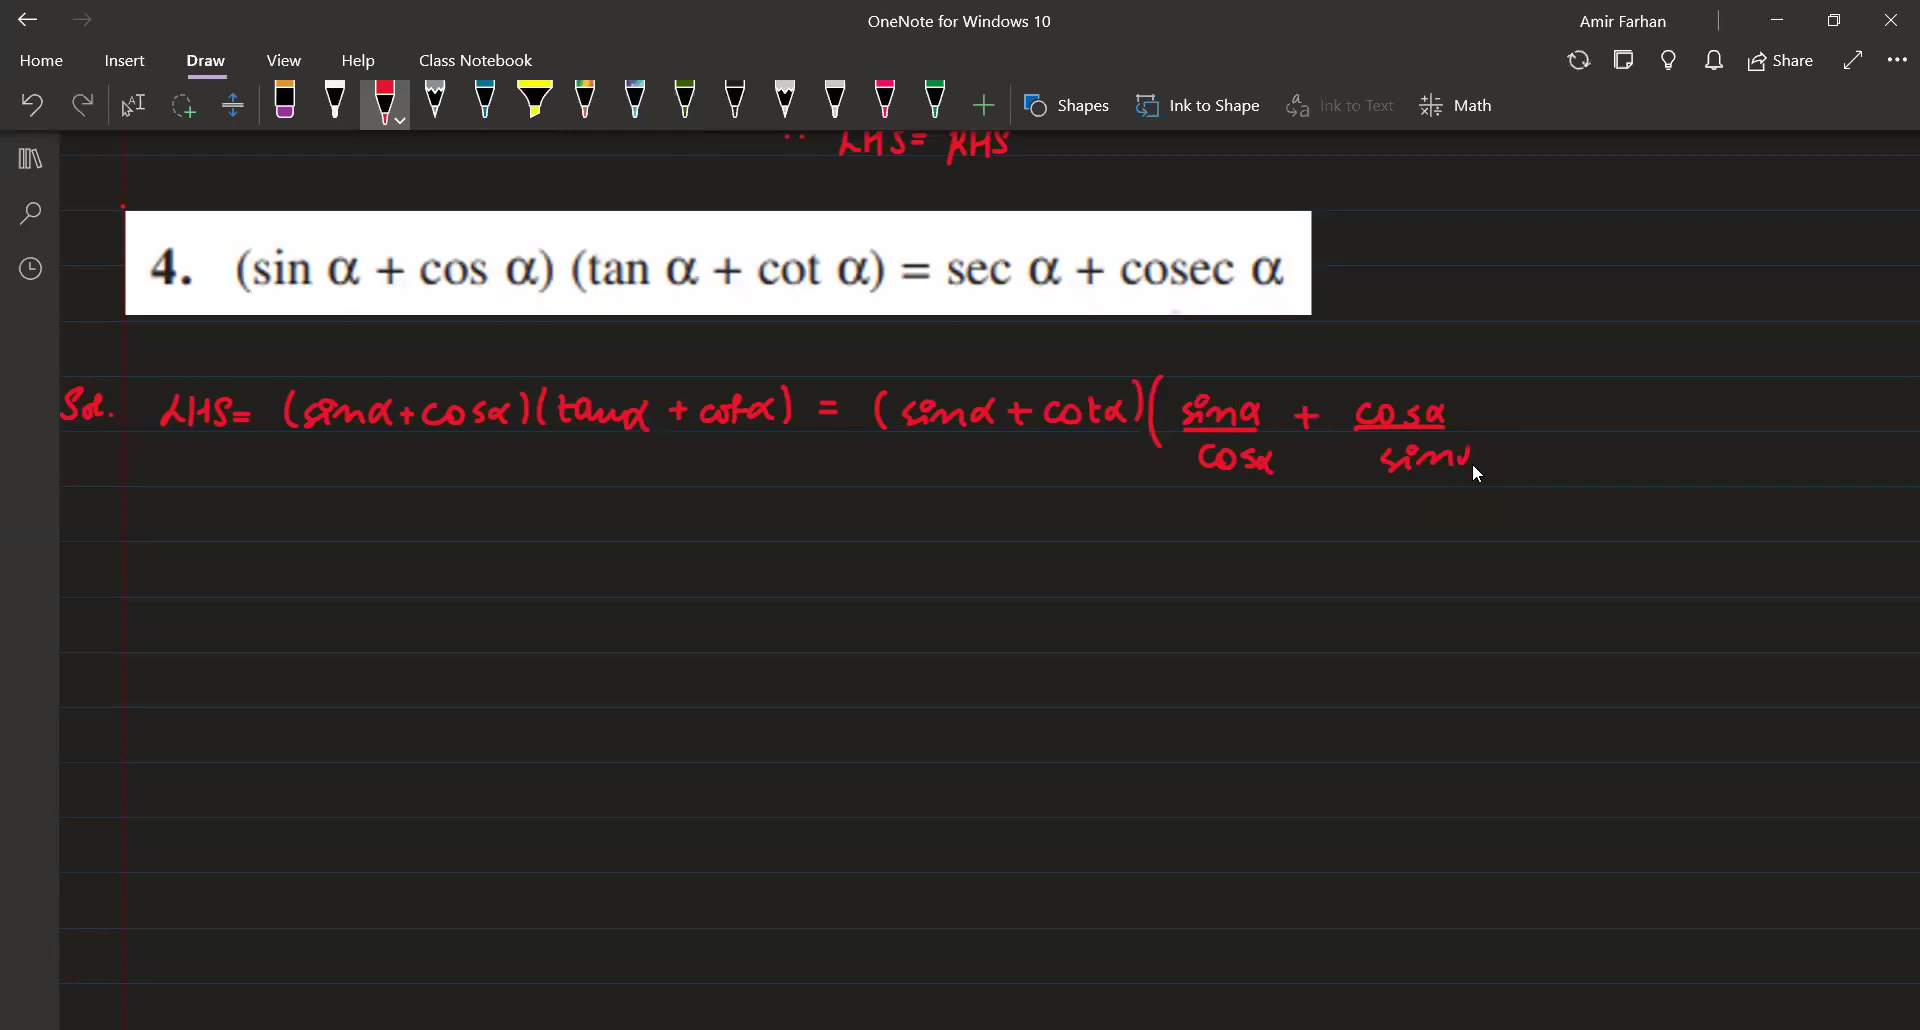 OneNote for Windows 10
Amir Farhan
Home Insert Draw View Help Class Notebook
Share
Shapes Ink to Shape Ink to Text Math
∴ LHS= RHS
4. (sin α + cos α) (tan α + cot α) = sec α + cosec α
Sol. LHS= (sinα+cosα)(tanα + cotα) = (sinα + cotα)( sinα/cosα + cosα/sinα